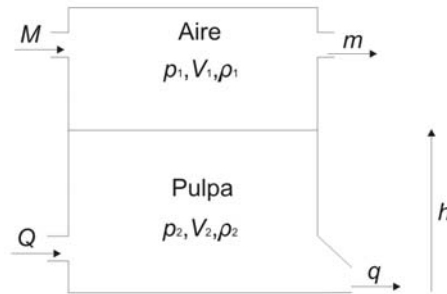 Aire
M
m
p₁,V₁,ρ₁
Pulpa
h
p₂,V₂,ρ₂
Q
q